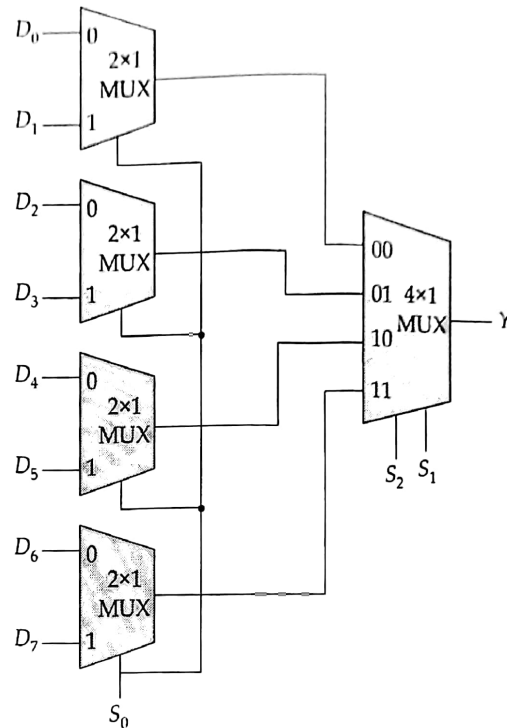 D₀ 0
2×1
MUX
D₁ 1
D₂ 0
2×1
MUX
D₃ 1
00
01 4×1
MUX Y
10
11
D₄ 0
2×1
MUX
D₅ 1
S₂ S₁
D₆ 0
2×1
MUX
D₇ 1
S₀